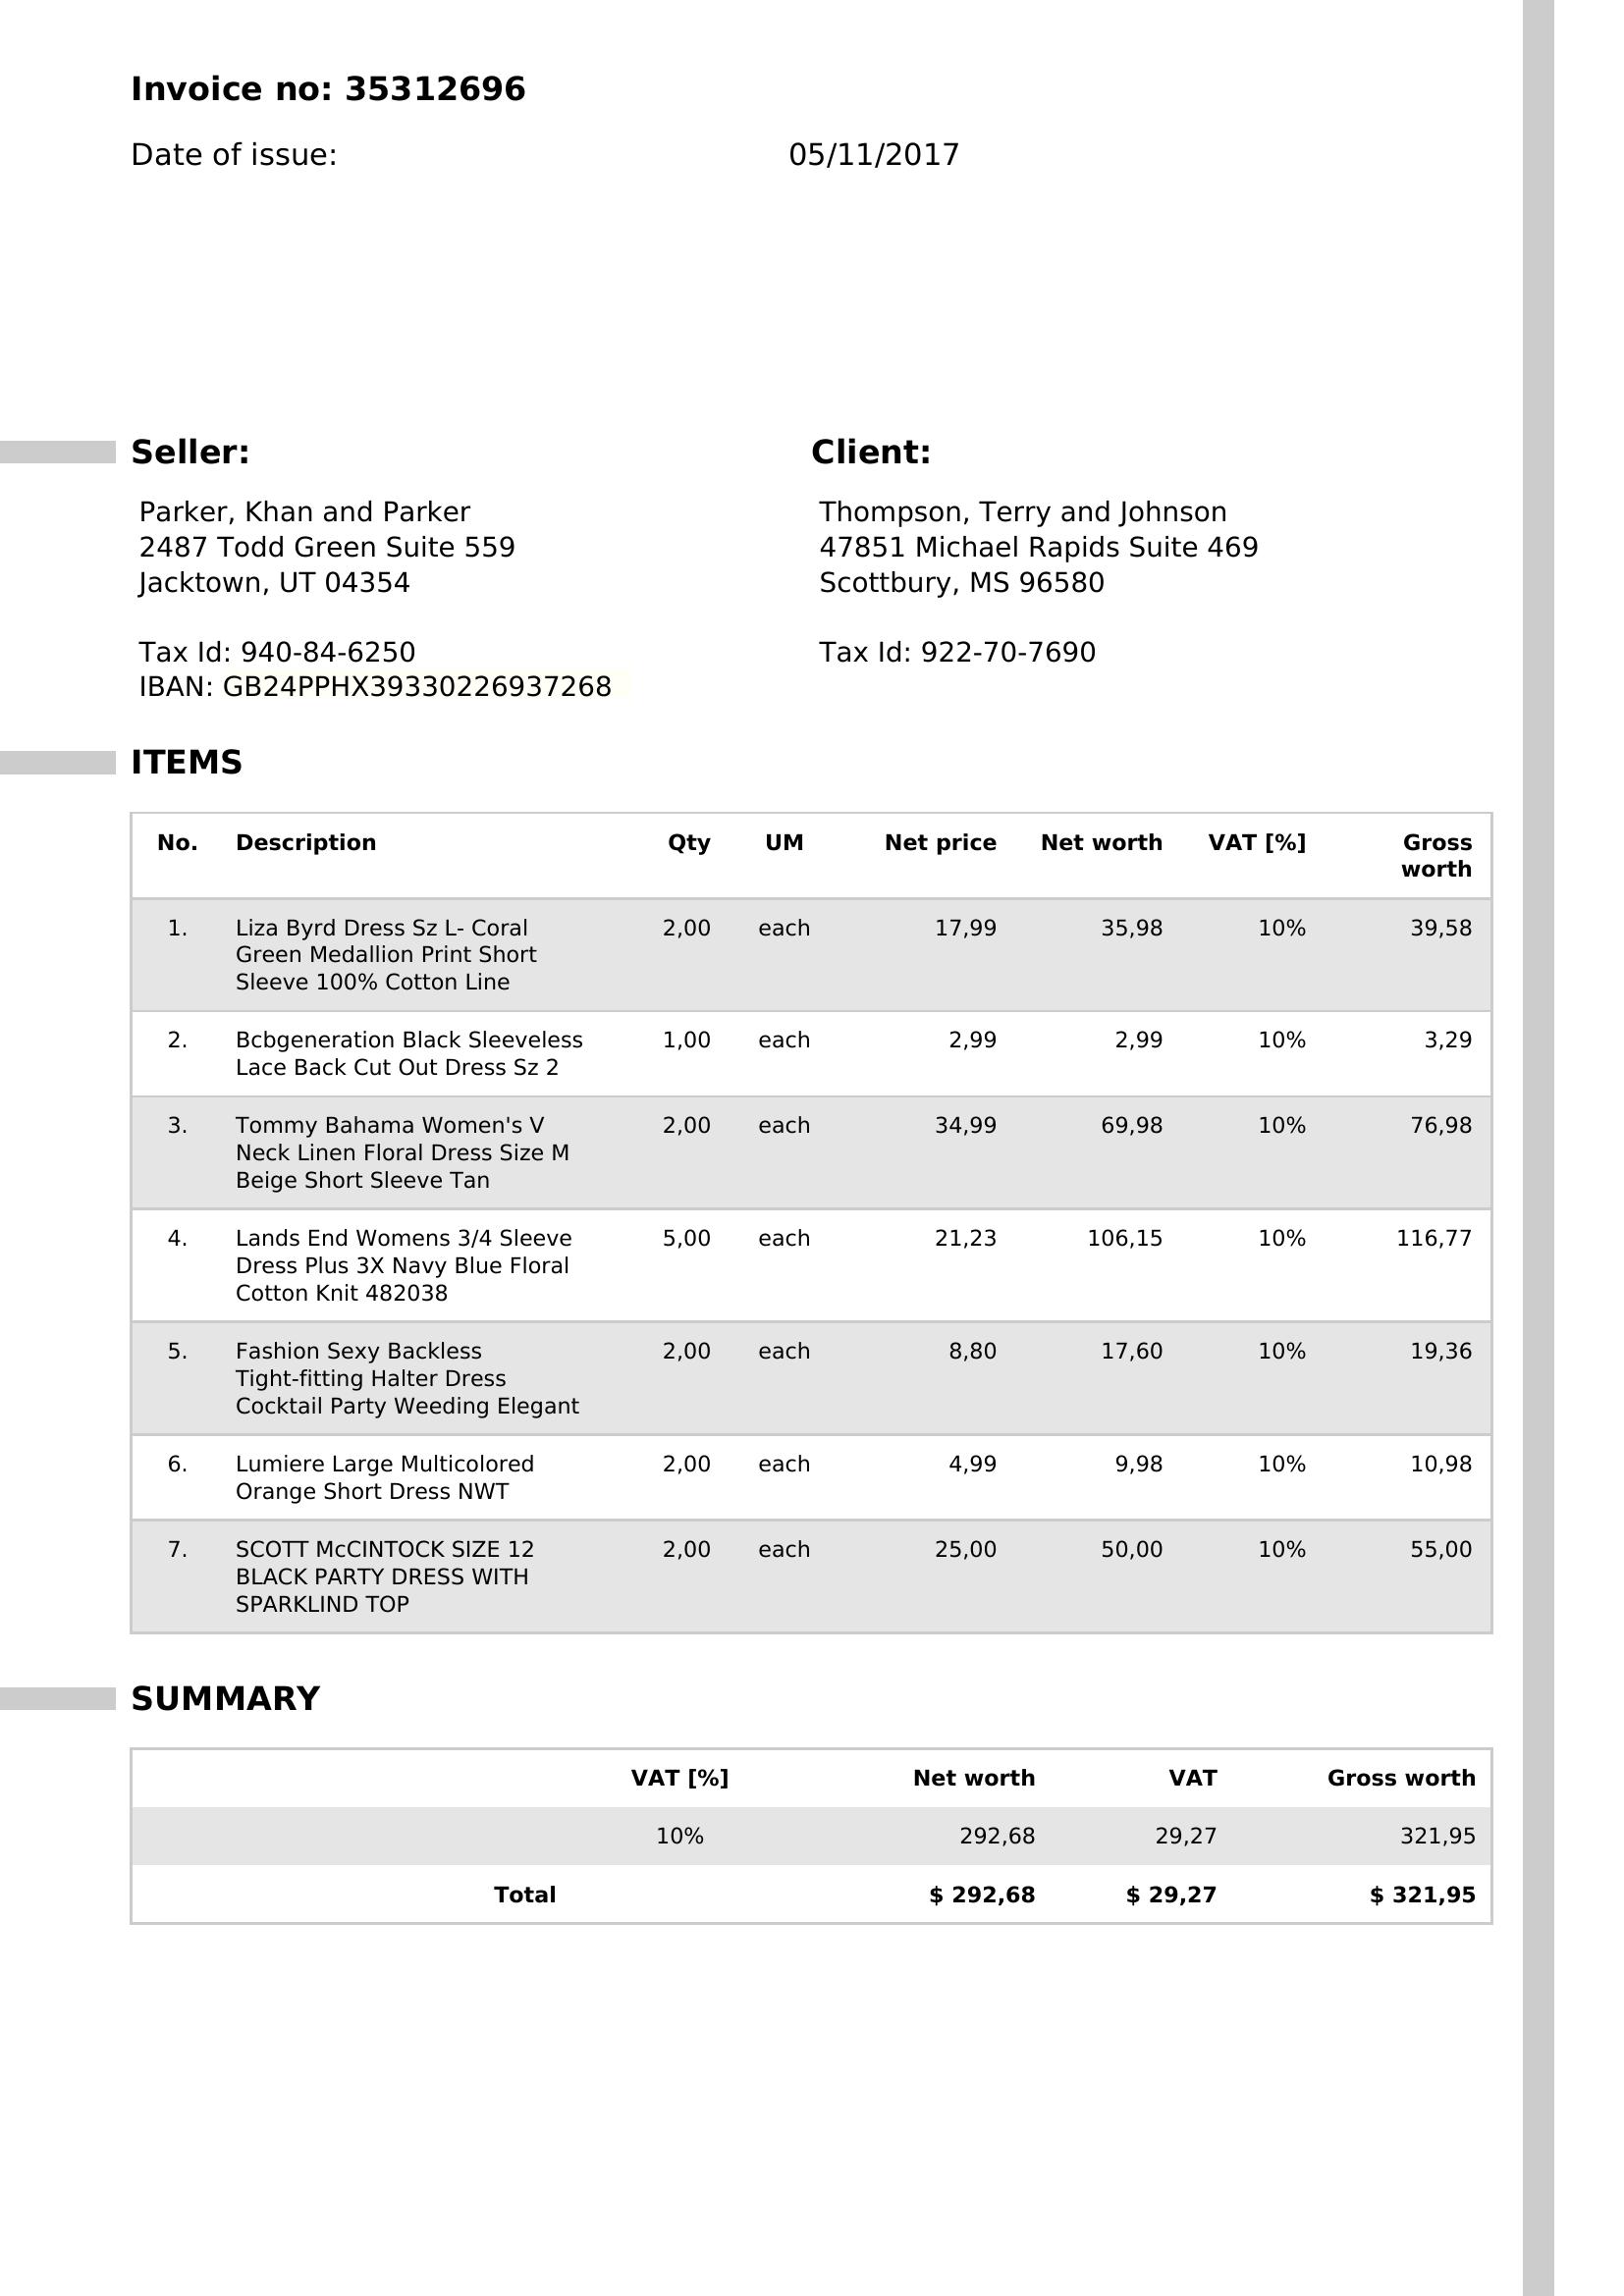 Invoice no: 35312696
Date of issue: 05/11/2017
Seller: Client:
Parker, Khan and Parker Thompson, Terry and Johnson
2487 Todd Green Suite 559 47851 Michael Rapids Suite 469
Jacktown, UT 04354 Scottbury, MS 96580
Tax Id: 940-84-6250 Tax Id: 922-70-7690
IBAN: GB24PPHX39330226937268
ITEMS
No. Description Qty UM Net price Net worth VAT [%] Gross
worth
1. Liza Byrd Dress Sz L- Coral 2,00 each 17,99 35,98 10% 39,58
Green Medallion Print Short
Sleeve 100% Cotton Line
2. Bcbgeneration Black Sleeveless 1,00 each 2,99 2,99 10% 3,29
Lace Back Cut Out Dress Sz 2
3. Tommy Bahama Women's V 2,00 each 34,99 69,98 10% 76,98
Neck Linen Floral Dress Size M
Beige Short Sleeve Tan
4. Lands End Womens 3/4 Sleeve 5,00 each 21,23 106,15 10% 116,77
Dress Plus 3X Navy Blue Floral
Cotton Knit 482038
5. Fashion Sexy Backless 2,00 each 8,80 17,60 10% 19,36
Tight-fitting Halter Dress
Cocktail Party Weeding Elegant
6. Lumiere Large Multicolored 2,00 each 4,99 9,98 10% 10,98
Orange Short Dress NWT
7. SCOTT McCINTOCK SIZE 12 2,00 each 25,00 50,00 10% 55,00
BLACK PARTY DRESS WITH
SPARKLIND TOP
SUMMARY
VAT [%] Net worth VAT Gross worth
10% 292,68 29,27 321,95
Total $ 292,68 $ 29,27 $ 321,95